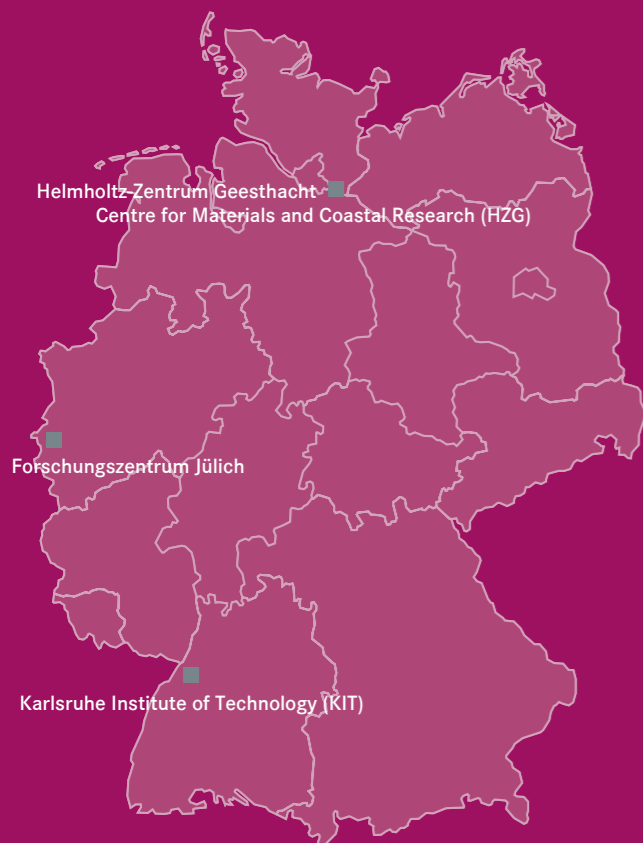 Helmholtz-Zentrum Geesthacht
Centre for Materials and Coastal Research (HZG)
Forschungszentrum Jülich
Karlsruhe Institute of Technology (KIT)